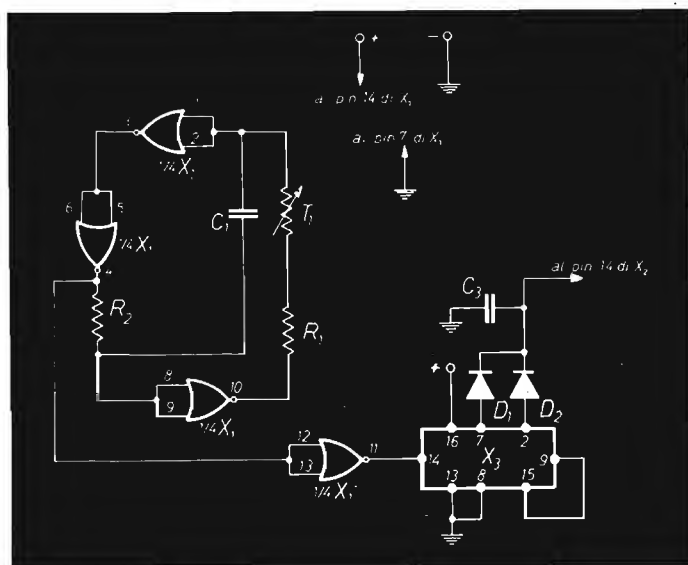 +
−
al pin 14 di X₁
al pin 7 di X₁
3
2
1/4 X₁
6
5
1/4 X₁
4
C₁
T₁
R₂
R₁
8
9
10
1/4 X₁
12
13
11
1/4 X₁
al pin 14 di X₂
C₃
+
D₁
D₂
16
7
2
14
X₃
9
13
8
15